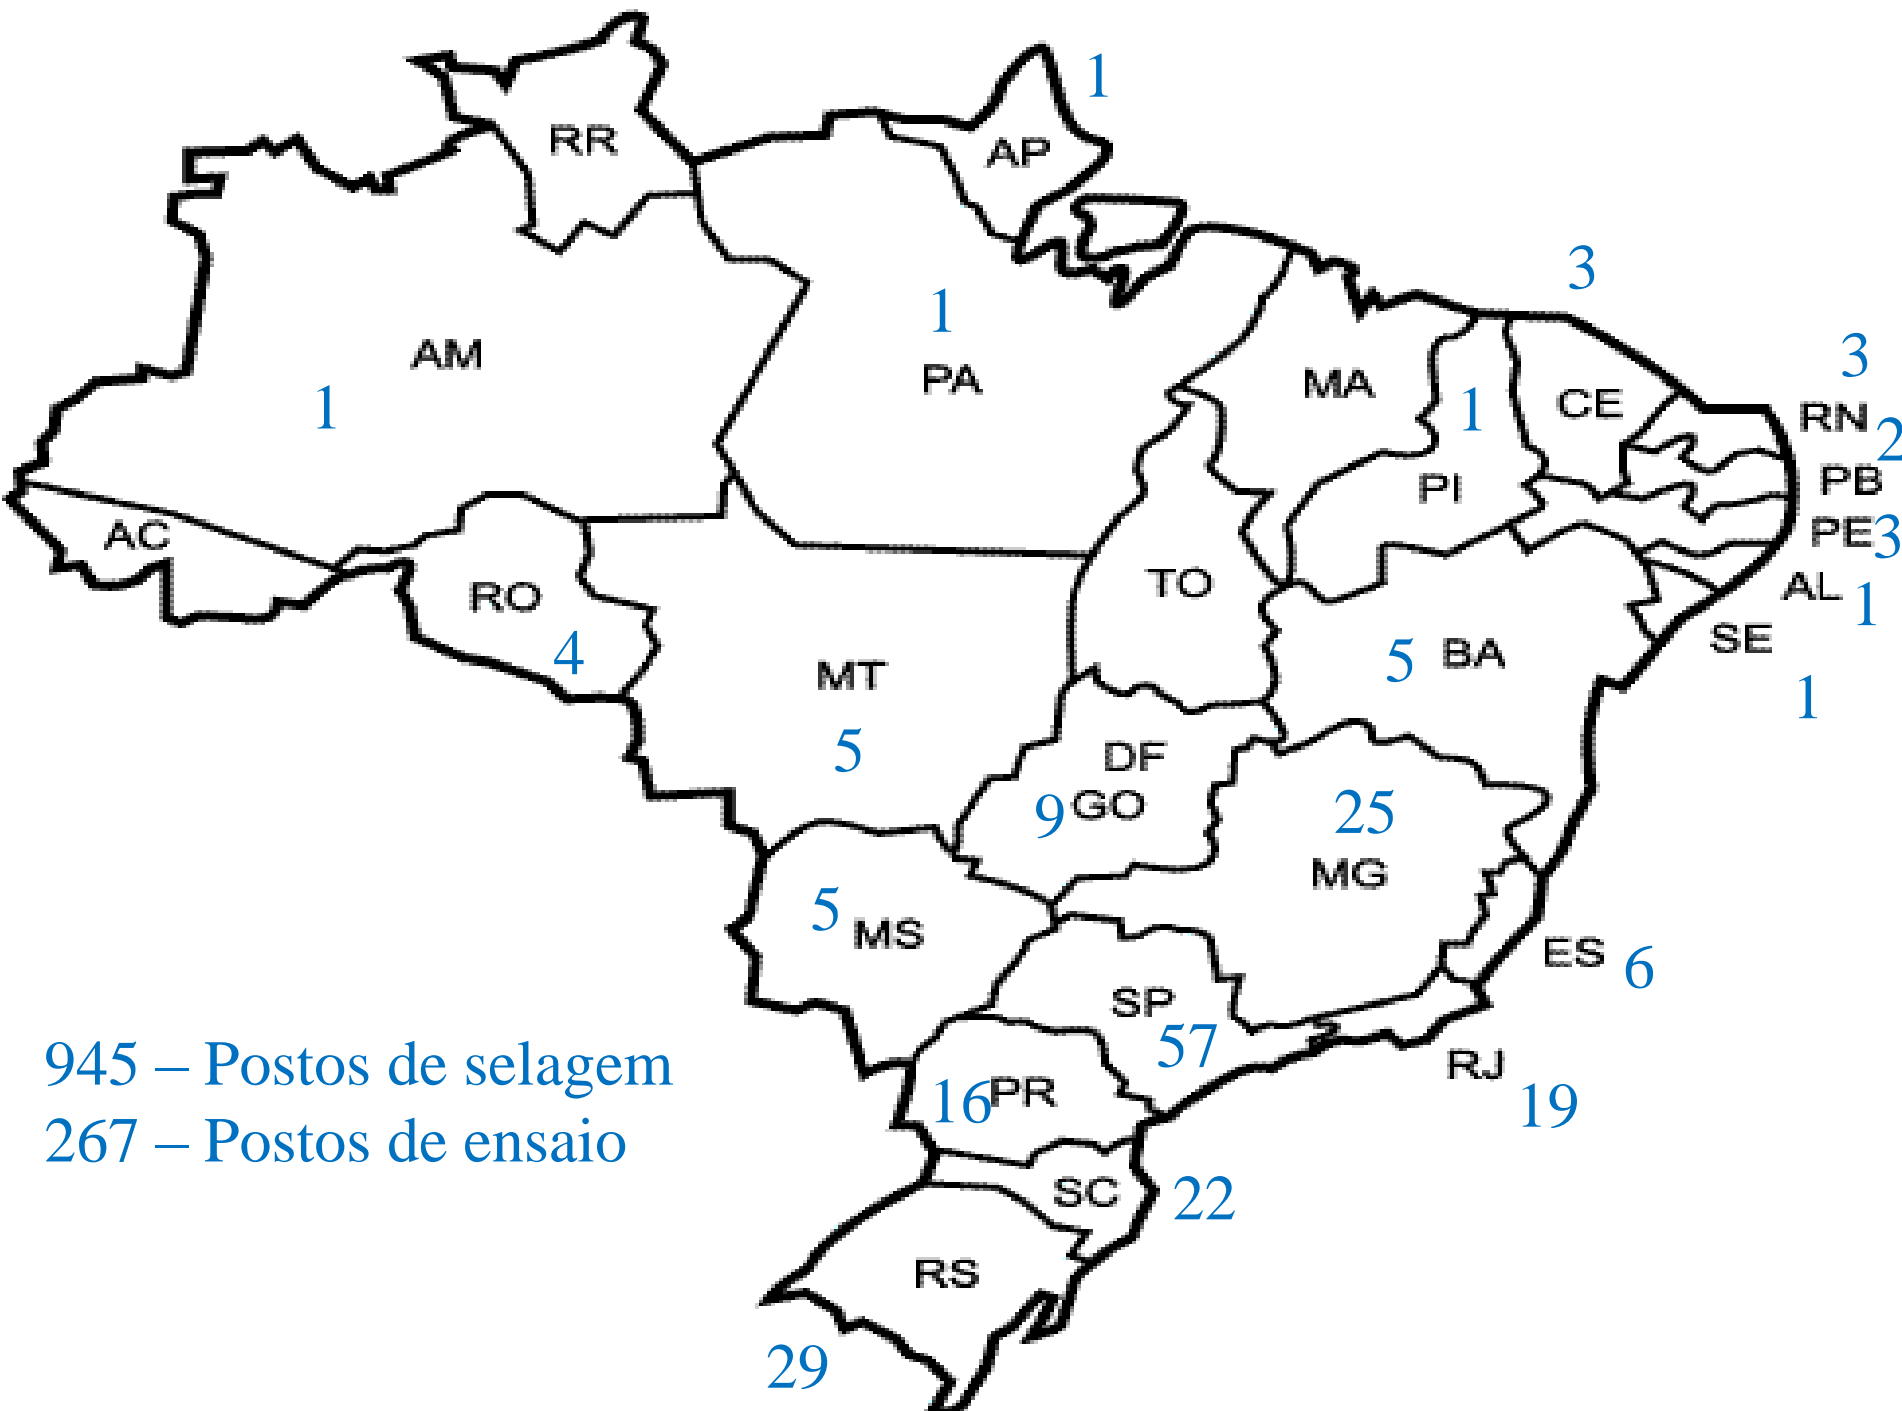 1
RR
AP
3
1
3
AM
PA
MA
1
CE
RN
1
2
PI
PB
AC
PE 3
TO
AL
RO
1
SE
4
5 BA
MT
1
5
DF
9 GO
25
MG
5
MS
ES
6
SP
57
945 – Postos de selagem
RJ
16 PR
19
267 – Postos de ensaio
SC
22
RS
29